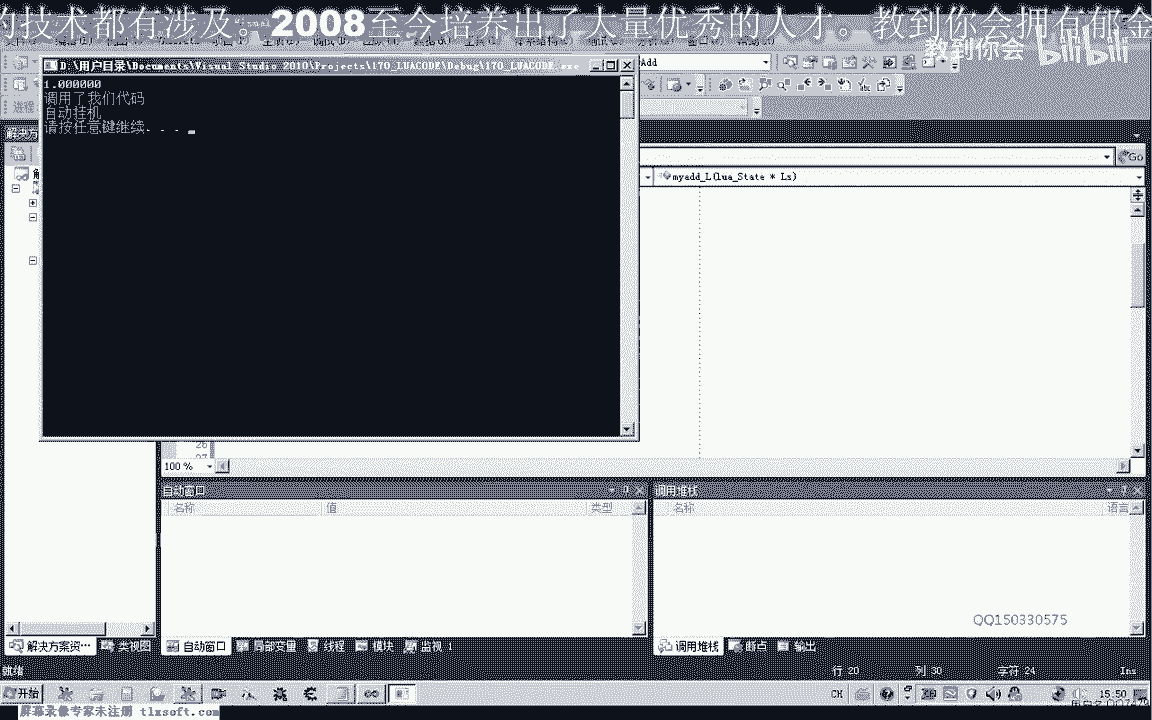 的技术都有涉及。2008至今培养出了大量优秀的人才。教到你会拥有郁金
教到你会 bilibili
D:\用户目录\Documents\Visual Studio 2010\Projects\170_LUACODE\Debug\170_LUACODE.exe
Add
1.000000
调用了我们代码
自动挂机
请按任意键继续. . .
进程
解决方
Go
myadd_L(lua_State * Ls)
26
27
100 %
自动窗口
调用堆栈
名称 值 类型
名称 语言
QQ150330575
解决方案资... 类视图
自动窗口 局部变量 线程 模块 监视 1
调用堆栈 断点 输出
就绪
行 20 列 30 字符 24 Ins
开始
CH
15:50
屏幕录像专家未注册 tlxsoft.com